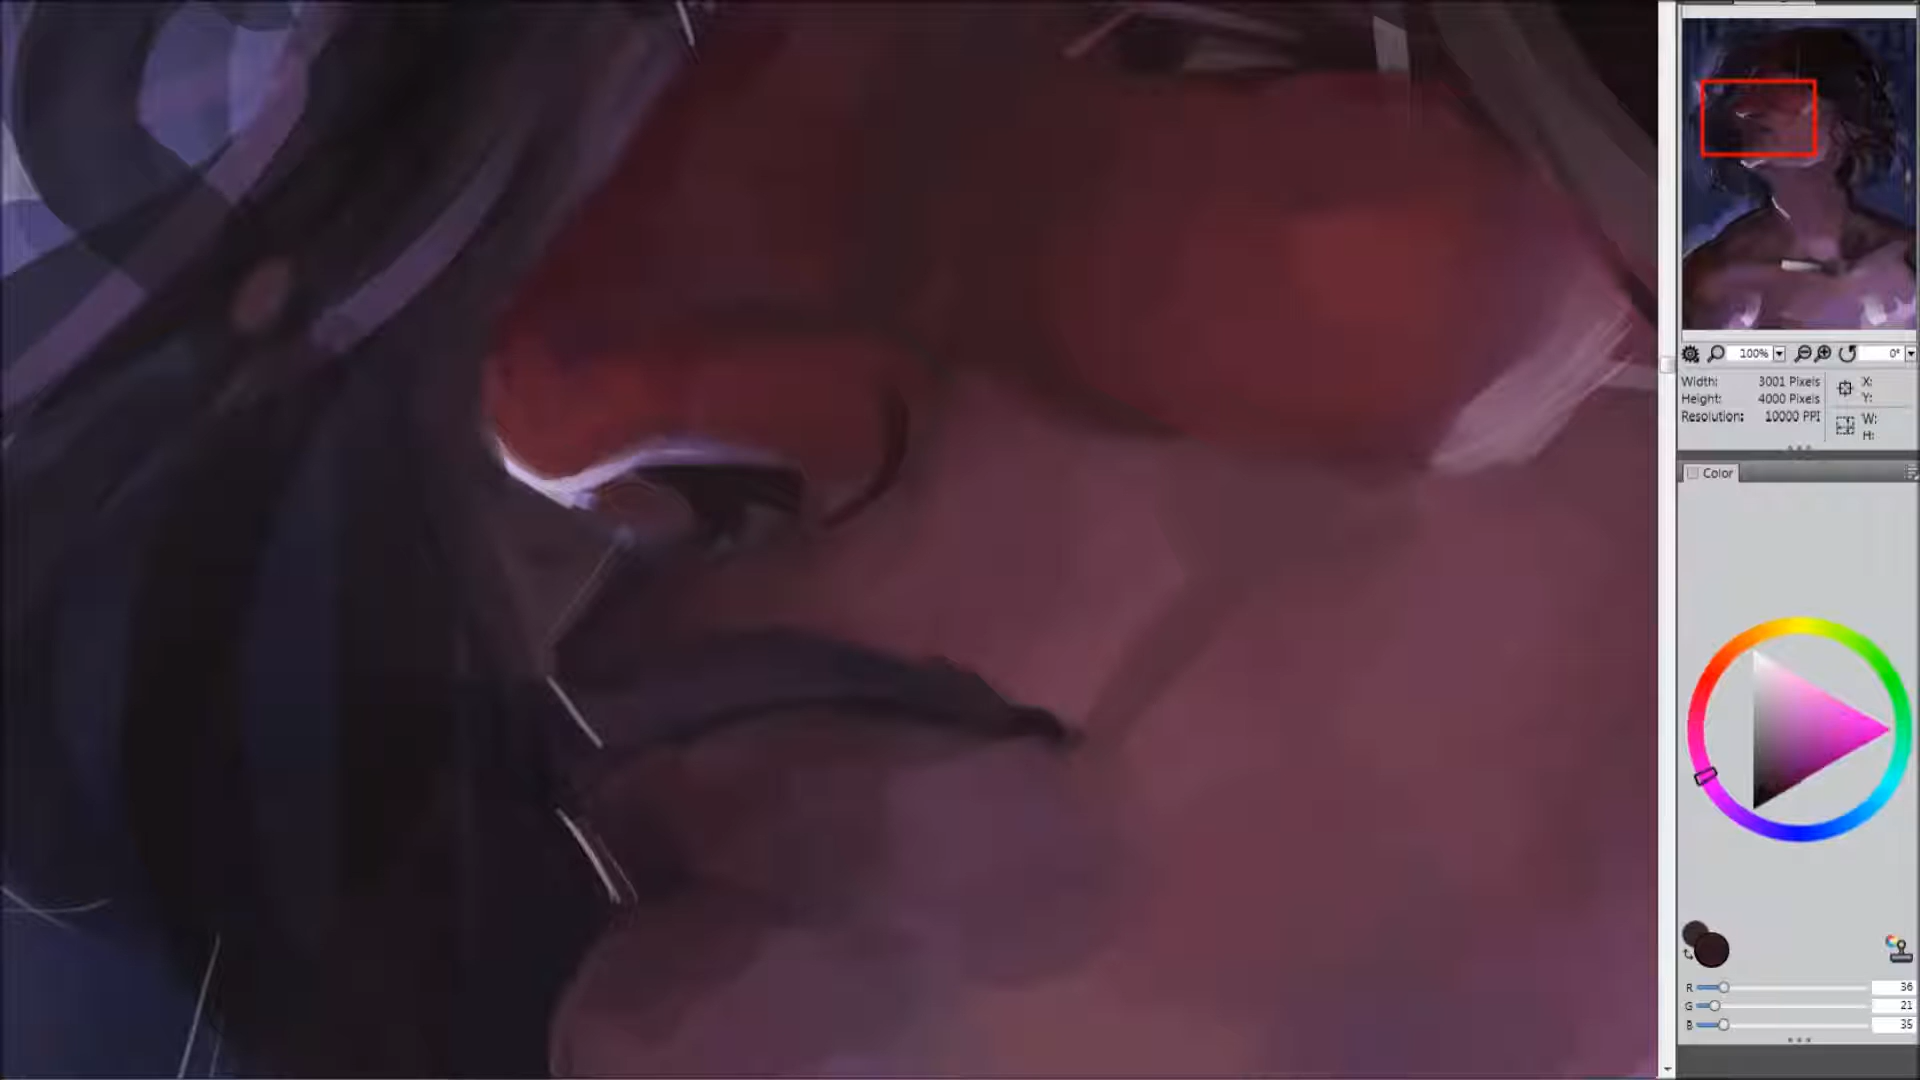 100% 0°
Width: 3001 Pixels X:
Height: 4000 Pixels Y:
Resolution: 10000 PPI W:
H:
Color
R 36
G 21
B 35